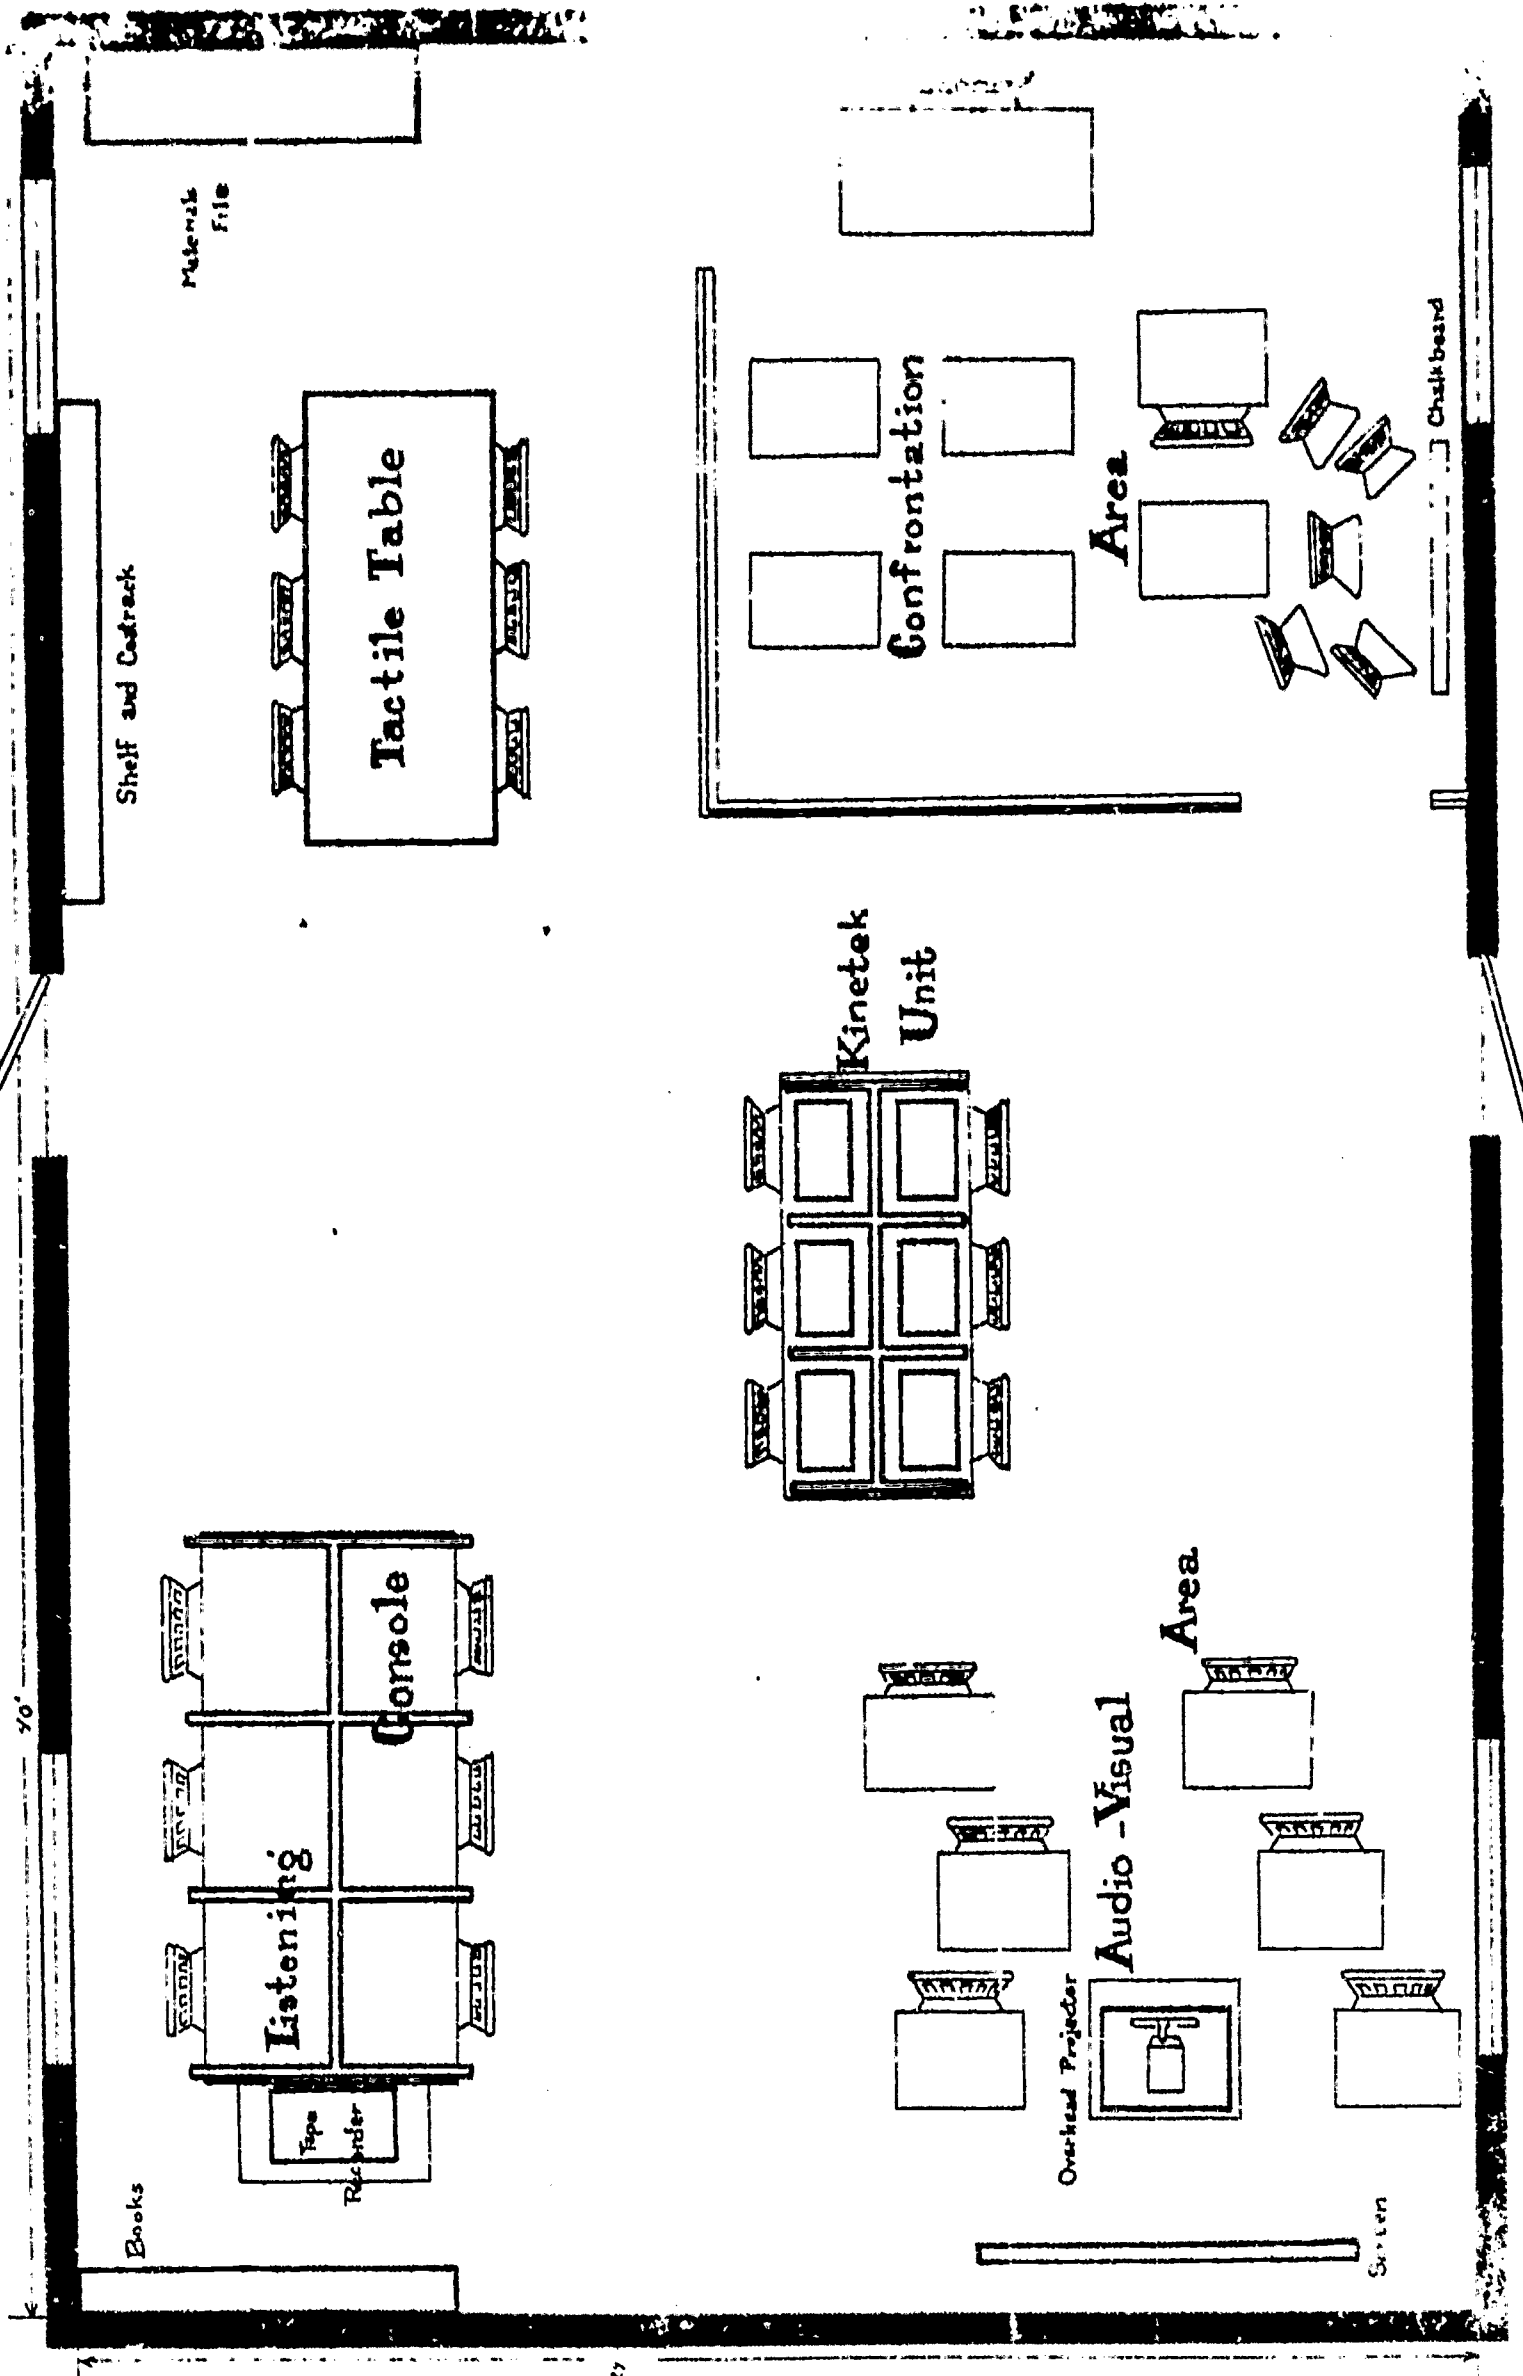 Materials
File
Shelf and Coatrack
Tactile Table
Confrontation
Area
Chalkboard
Kinetek
Unit
40'
Listening
Console
Tape
Recorder
Books
Audio-Visual
Area
Overhead Projector
Screen